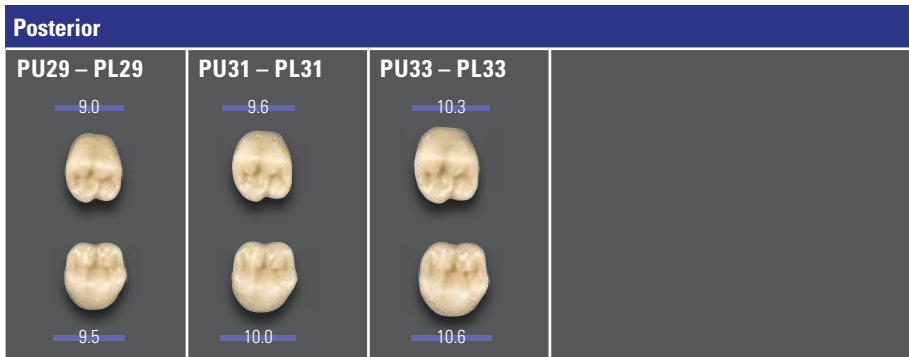 Posterior
PU29 – PL29
9.0
9.5
PU31 – PL31
9.6
10.0
PU33 – PL33
10.3
10.6